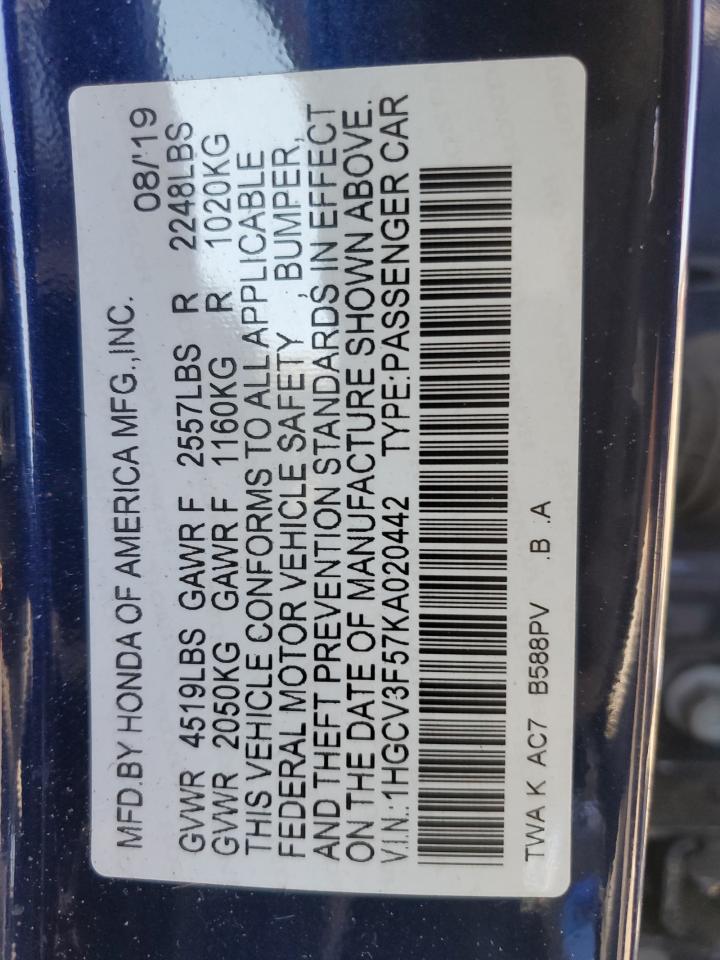 MFD.BY HONDA OF AMERICA MFG.,INC. 08/'19
GVWR 4519LBS GAWR F 2557LBS R 2248LBS
GVWR 2050KG GAWR F 1160KG R 1020KG
THIS VEHICLE CONFORMS TO ALL APPLICABLE
FEDERAL MOTOR VEHICLE SAFETY , BUMPER,
AND THEFT PREVENTION STANDARDS IN EFFECT
ON THE DATE OF MANUFACTURE SHOWN ABOVE.
V.I.N.:1HGCV3F57KA020442 TYPE:PASSENGER CAR
TWA K AC7 B588PV .B .A